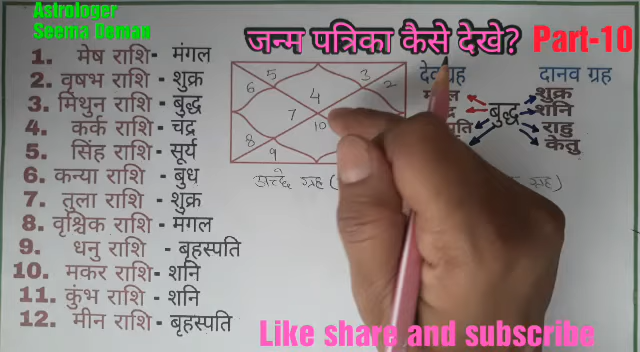 Astrologer
Seema Deman
जन्म पत्रिका कैसे देखे? Part-10
1. मेष राशि- मंगल
2. वृषभ राशि- शुक्र
3. मिथुन राशि- बुद्ध
4. कर्क राशि- चंद्र
5. सिंह राशि- सूर्य
6. कन्या राशि- बुध
7. तुला राशि- शुक्र
8. वृश्चिक राशि- मंगल
9. धनु राशि - बृहस्पति
10. मकर राशि- शनि
11. कुंभ राशि- शनि
12. मीन राशि- बृहस्पति
5
3
6
4
2
7
10
8
9
दानव ग्रह
शुक्र
बुद्ध
शनि
राहु
केतु
ग्रह (
ग्रह)
Like share and subscribe